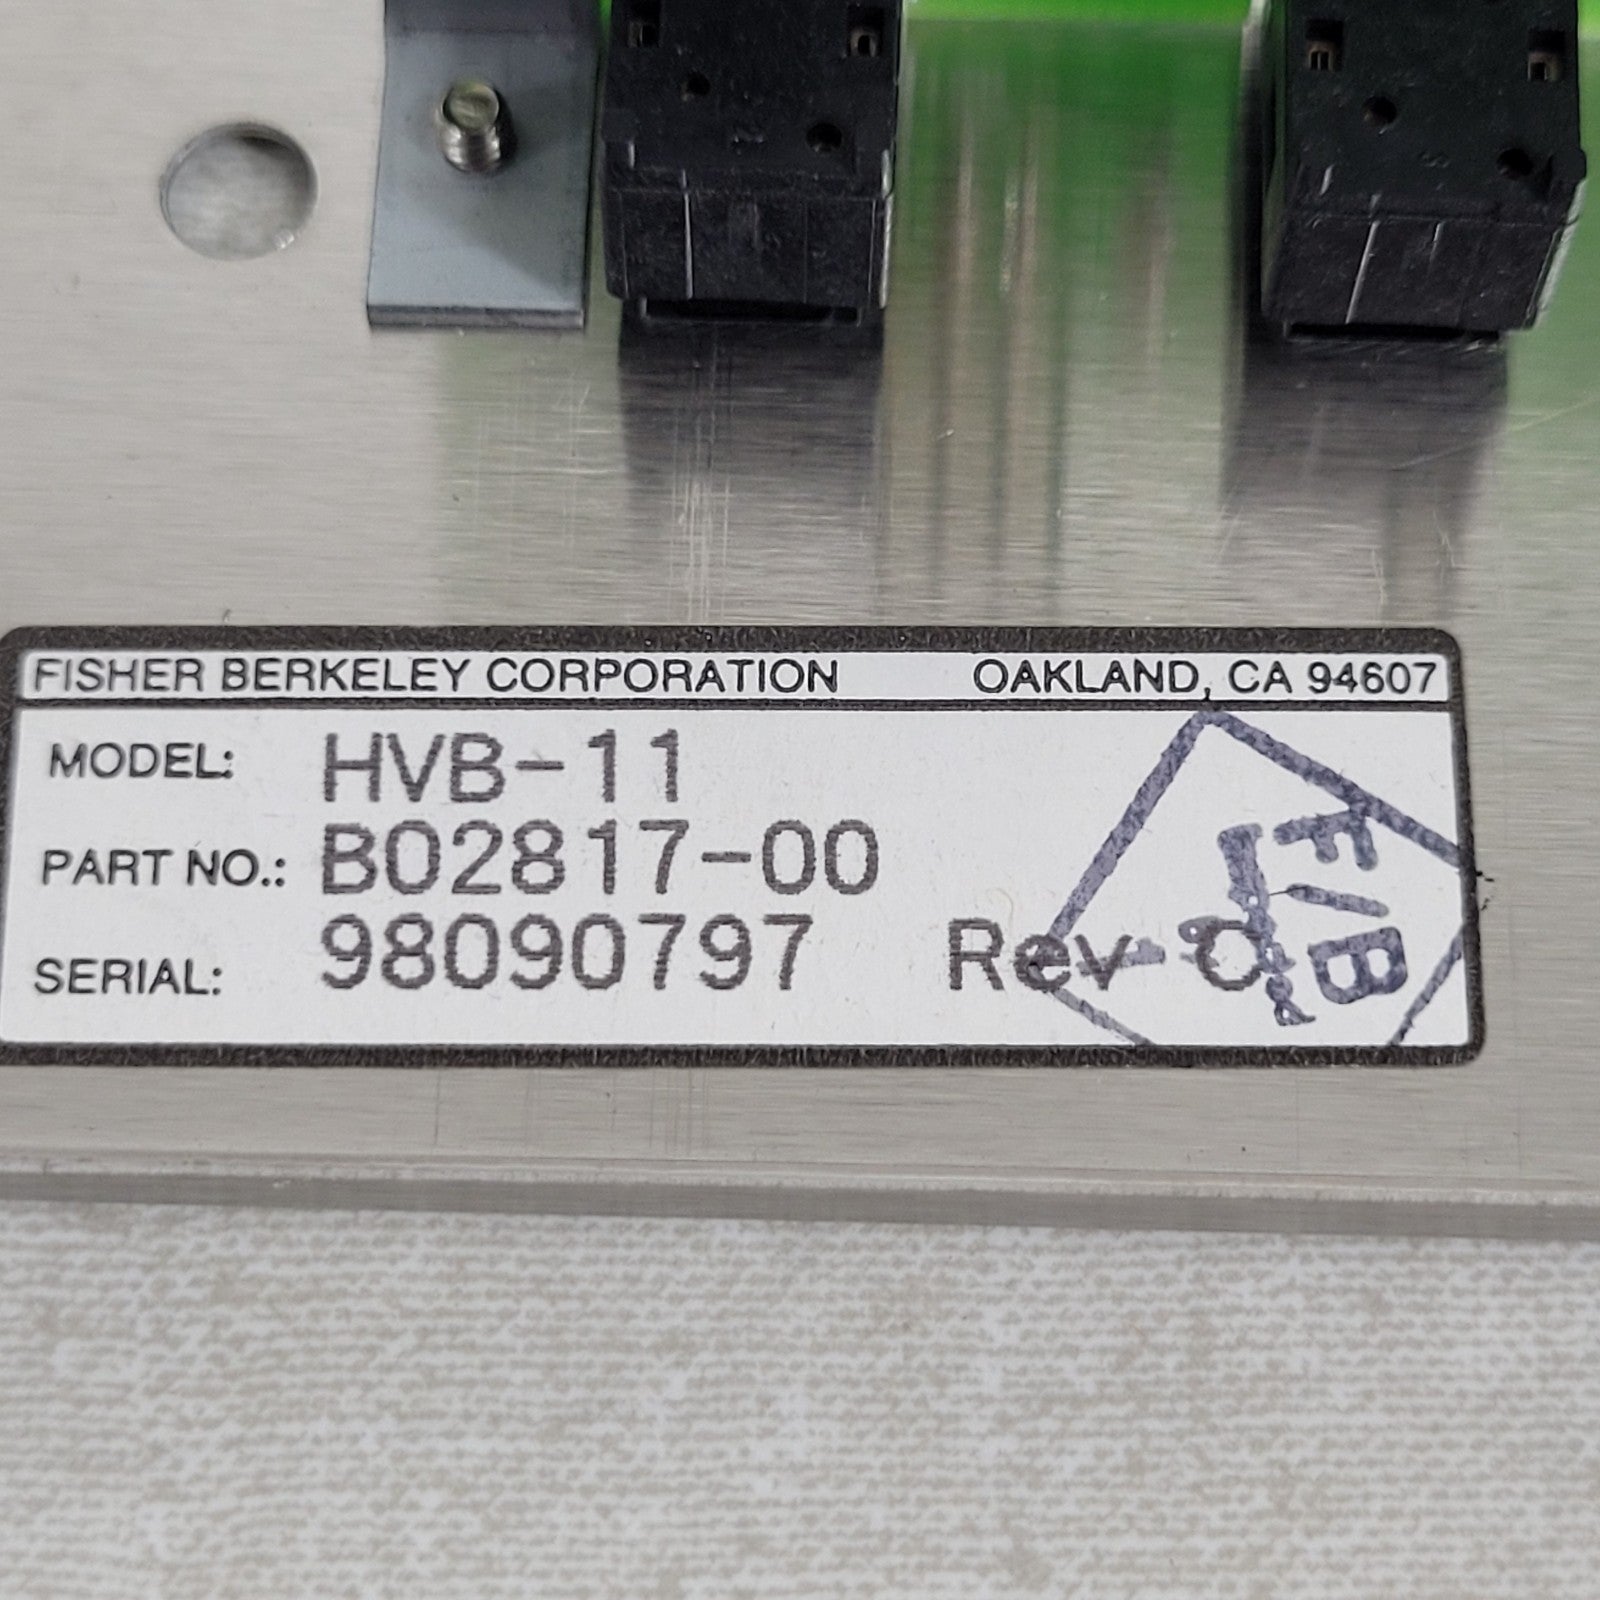 FISHER BERKELEY CORPORATION OAKLAND, CA 94607
MODEL: HVB-11
PART NO.: B02817-00
SERIAL: 98090797 Rev C
F/B